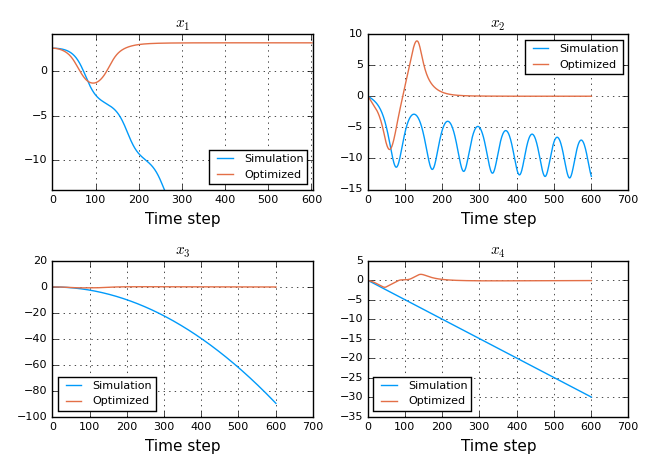 x₁
0
−5
−10
0 100 200 300 400 500 600
Simulation
Optimized
Time step
x₂
10
5
0
−5
−10
−15
0 100 200 300 400 500 600 700
Simulation
Optimized
Time step
x₃
20
0
−20
−40
−60
−80
−100
0 100 200 300 400 500 600 700
Simulation
Optimized
Time step
x₄
5
0
−5
−10
−15
−20
−25
−30
−35
0 100 200 300 400 500 600 700
Simulation
Optimized
Time step